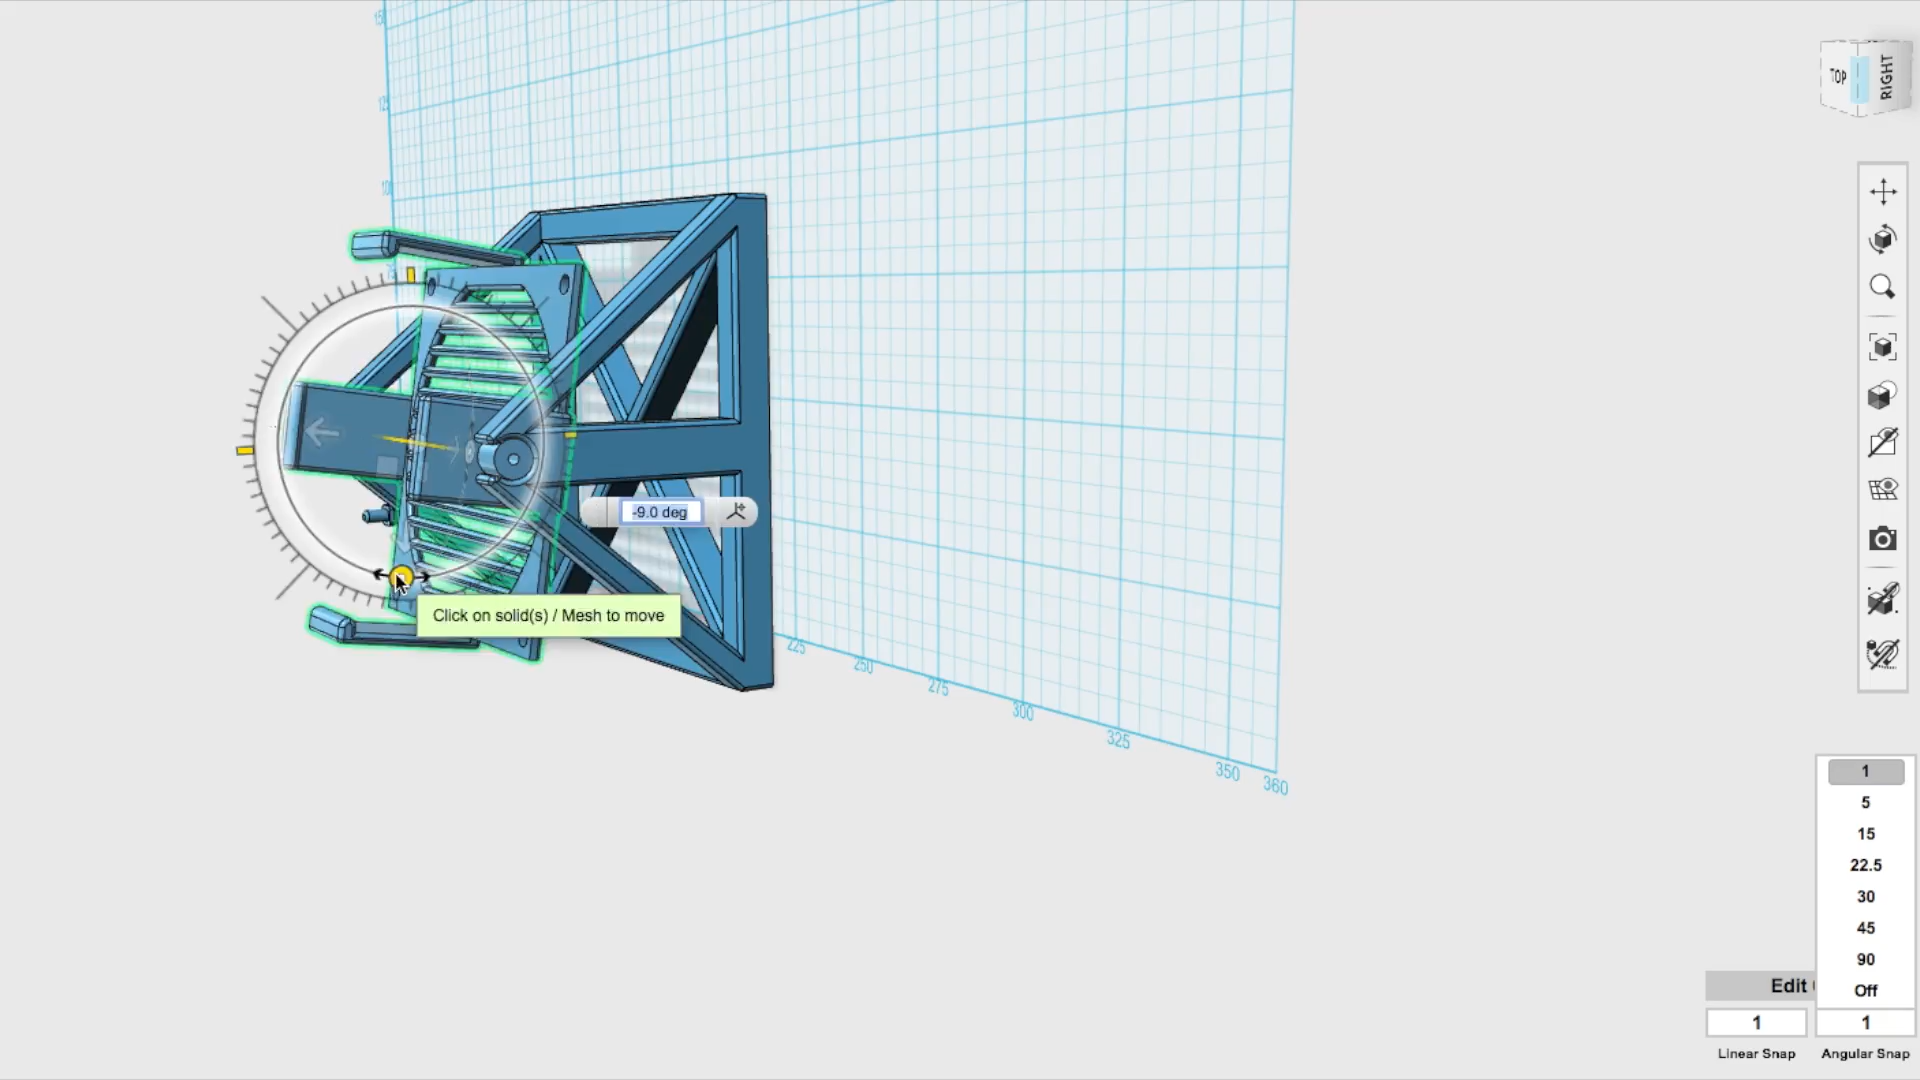 TOP
RIGHT
-9.0 deg
Click on solid(s) / Mesh to move
225
250
275
300
325
350
360
1
5
15
22.5
30
45
90
Off
Edit
1
1
Linear Snap
Angular Snap